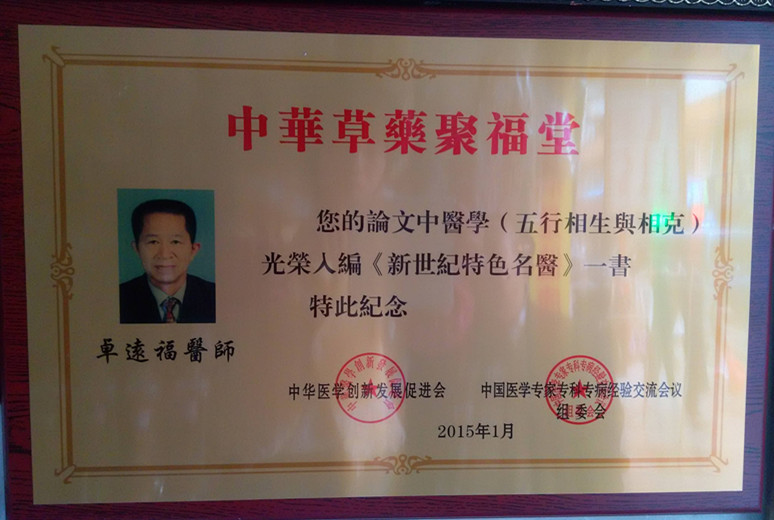 中華草藥聚福堂
您的論文中醫學（五行相生與相克）
光榮入編《新世紀特色名醫》一書
特此紀念
卓遠福醫師
中华医学创新发展促进会
中国医学专家专科专病经验交流会议
组委会
2015年1月